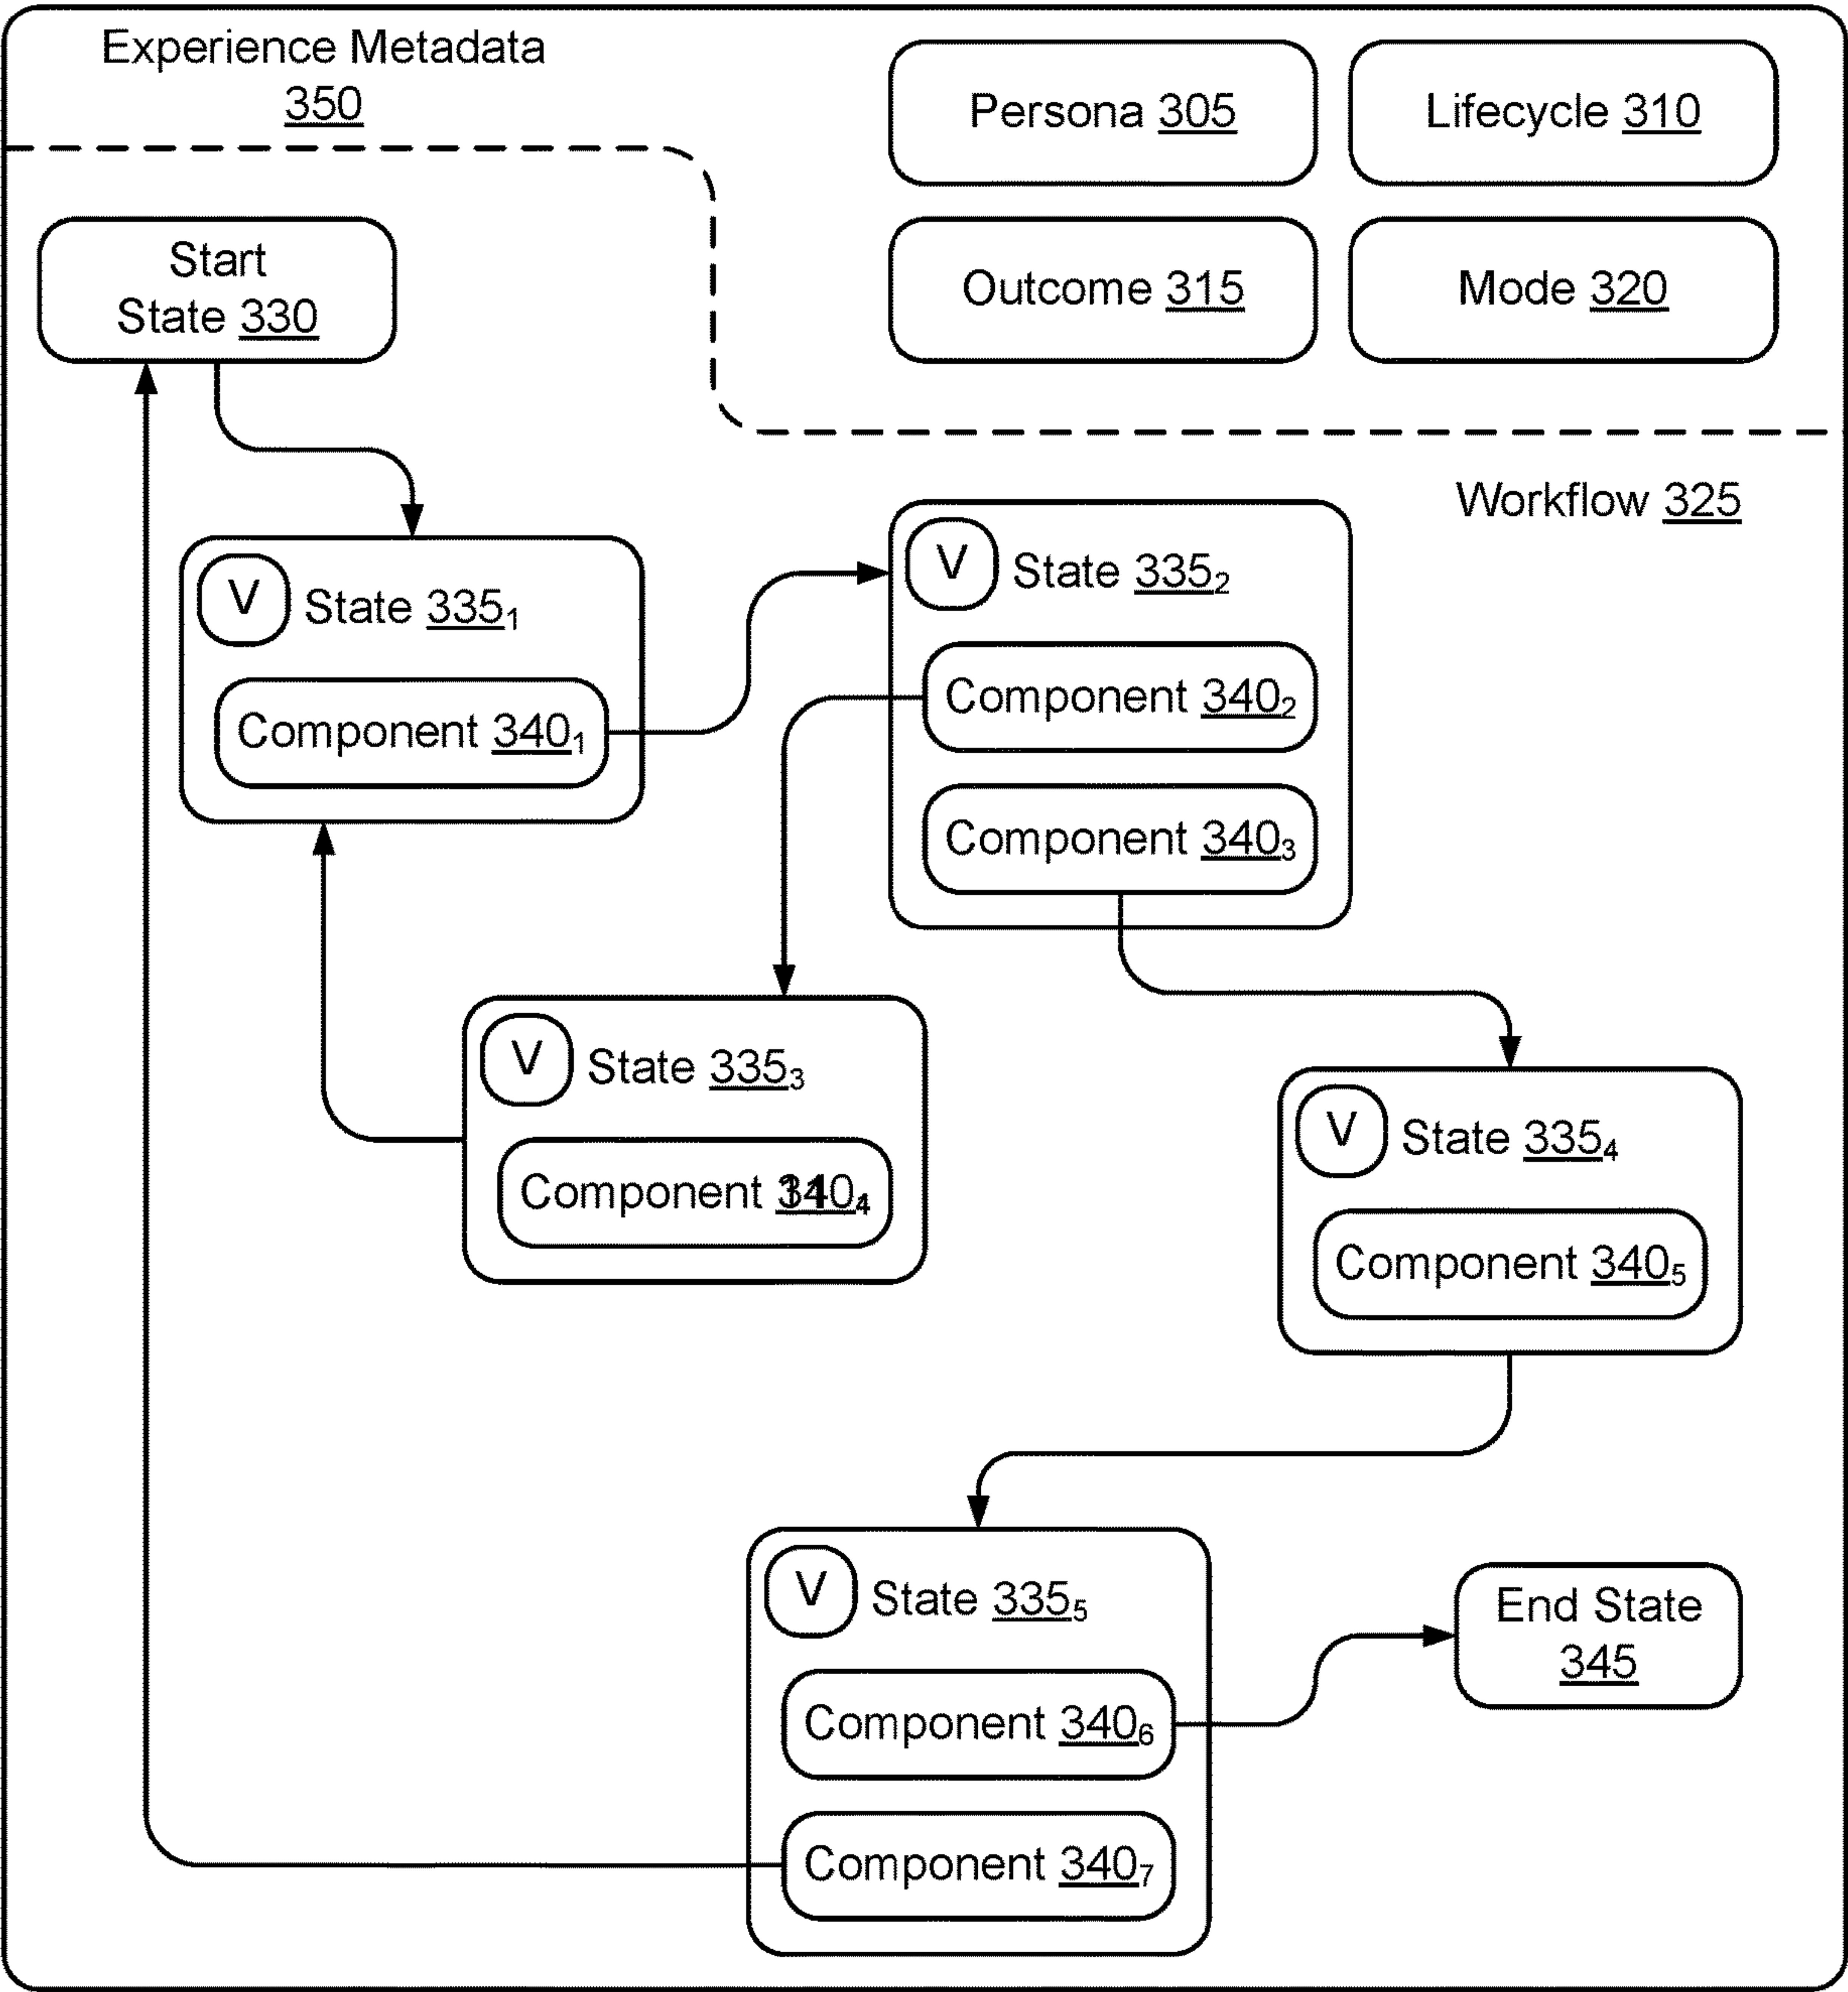 Experience Metadata
350
Persona 305
Lifecycle 310
Outcome 315
Mode 320
Start
State 330
Workflow 325
V
State 335₁
Component 340₁
V
State 335₂
Component 340₂
Component 340₃
V
State 335₃
Component
V
State 335₄
Component 340₅
V
State 335₅
Component 340₆
Component 340₇
End State
345